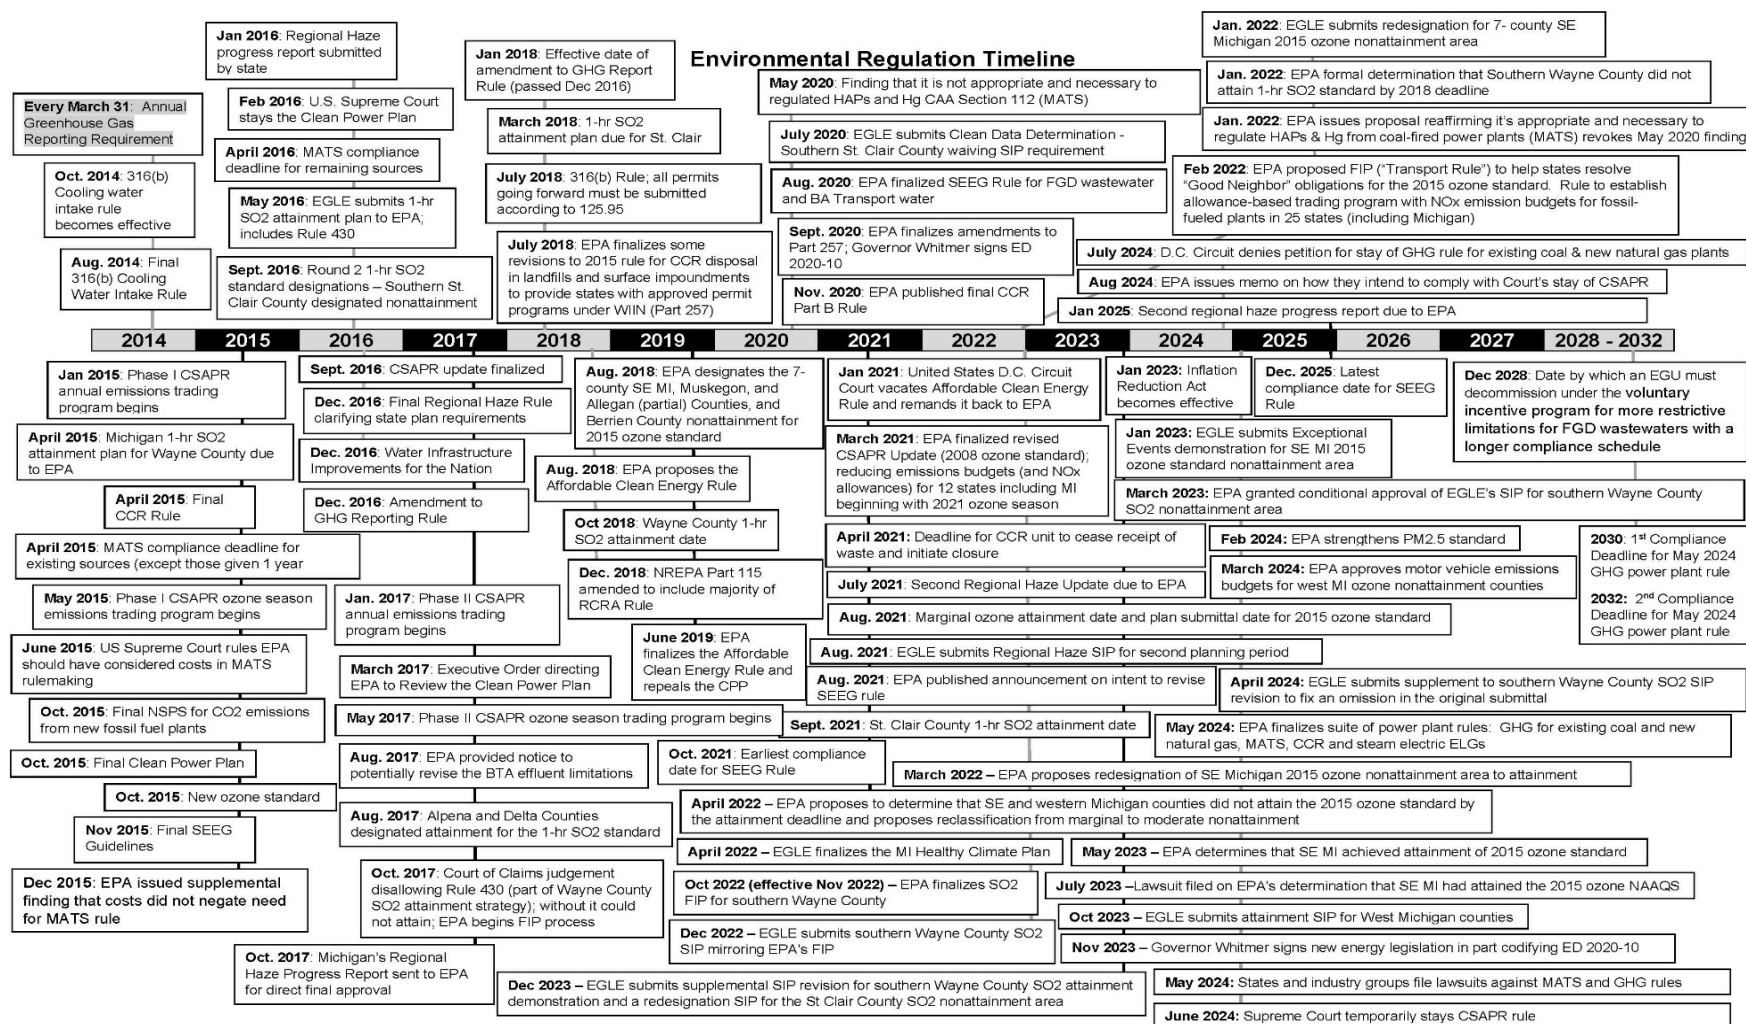 Environmental Regulation Timeline
Every March 31: Annual
Greenhouse Gas
Reporting Requirement
Oct. 2014: 316(b)
Cooling water
intake rule
becomes effective
Aug. 2014: Final
316(b) Cooling
Water Intake Rule
Jan 2016: Regional Haze
progress report submitted
by state
Feb 2016: U.S. Supreme Court
stays the Clean Power Plan
April 2016: MATS compliance
deadline for remaining sources
May 2016: EGLE submits 1-hr
SO2 attainment plan to EPA;
includes Rule 430
Sept. 2016: Round 2 1-hr SO2
standard designations – Southern St.
Clair County designated nonattainment
Jan 2018: Effective date of
amendment to GHG Report
Rule (passed Dec 2016)
March 2018: 1-hr SO2
attainment plan due for St. Clair
July 2018: 316(b) Rule; all permits
going forward must be submitted
according to 125.95
July 2018: EPA finalizes some
revisions to 2015 rule for CCR disposal
in landfills and surface impoundments
to provide states with approved permit
programs under WIN (Part 257)
May 2020: Finding that it is not appropriate and necessary to
regulated HAPs and Hg CAA Section 112 (MATS)
July 2020: EGLE submits Clean Data Determination -
Southern St. Clair County waiving SIP requirement
Aug. 2020: EPA finalized SEEG Rule for FGD wastewater
and BA Transport water
Sept. 2020: EPA finalizes amendments to
Part 257; Governor Whitmer signs ED
2020-10
Nov. 2020: EPA published final CCR
Part B Rule
Jan. 2022: EGLE submits redesignation for 7- county SE
Michigan 2015 ozone nonattainment area
Jan. 2022: EPA formal determination that Southern Wayne County did not
attain 1-hr SO2 standard by 2018 deadline
Jan. 2022: EPA issues proposal reaffirming it's appropriate and necessary to
regulate HAPs & Hg from coal-fired power plants (MATS) revokes May 2020 finding
Feb 2022: EPA proposed FIP ("Transport Rule") to help states resolve
"Good Neighbor" obligations for the 2015 ozone standard. Rule to establish
allowance-based trading program with NOx emission budgets for fossil-
fueled plants in 25 states (including Michigan)
July 2024: D.C. Circuit denies petition for stay of GHG rule for existing coal & new natural gas plants
Aug 2024: EPA issues memo on how they intend to comply with Court's stay of CSAPR
Jan 2025: Second regional haze progress report due to EPA
2014 2015 2016 2017 2018 2019 2020 2021 2022 2023 2024 2025 2026 2027 2028 - 2032
Jan 2015: Phase I CSAPR
annual emissions trading
program begins
April 2015: Michigan 1-hr SO2
attainment plan for Wayne County due
to EPA
April 2015: Final
CCR Rule
April 2015: MATS compliance deadline for
existing sources (except those given 1 year
May 2015: Phase I CSAPR ozone season
emissions trading program begins
June 2015: US Supreme Court rules EPA
should have considered costs in MATS
rulemaking
Oct. 2015: Final NSPS for CO2 emissions
from new fossil fuel plants
Oct. 2015: Final Clean Power Plan
Oct. 2015: New ozone standard
Nov 2015: Final SEEG
Guidelines
Dec 2015: EPA issued supplemental
finding that costs did not negate need
for MATS rule
Sept. 2016: CSAPR update finalized
Dec. 2016: Final Regional Haze Rule
clarifying state plan requirements
Dec. 2016: Water Infrastructure
Improvements for the Nation
Dec. 2016: Amendment to
GHG Reporting Rule
Jan. 2017: Phase II CSAPR
annual emissions trading
program begins
March 2017: Executive Order directing
EPA to Review the Clean Power Plan
May 2017: Phase II CSAPR ozone season trading program begins
Aug. 2017: EPA provided notice to
potentially revise the BTA effluent limitations
Aug. 2017: Alpena and Delta Counties
designated attainment for the 1-hr SO2 standard
Oct. 2017: Court of Claims judgement
disallowing Rule 430 (part of Wayne County
SO2 attainment strategy); without it could
not attain; EPA begins FIP process
Oct. 2017: Michigan's Regional
Haze Progress Report sent to EPA
for direct final approval
Aug. 2018: EPA designates the 7-
county SE MI, Muskegon, and
Allegan (partial) Counties, and
Berrien County nonattainment for
2015 ozone standard
Aug. 2018: EPA proposes the
Affordable Clean Energy Rule
Oct 2018: Wayne County 1-hr
SO2 attainment date
Dec. 2018: NREPA Part 115
amended to include majority of
RCRA Rule
June 2019: EPA
finalizes the Affordable
Clean Energy Rule and
repeals the CPP
Jan 2021: United States D.C. Circuit
Court vacates Affordable Clean Energy
Rule and remands it back to EPA
March 2021: EPA finalized revised
CSAPR Update (2008 ozone standard);
reducing emissions budgets (and NOx
allowances) for 12 states including MI
beginning with 2021 ozone season
April 2021: Deadline for CCR unit to cease receipt of
waste and initiate closure
July 2021: Second Regional Haze Update due to EPA
Aug. 2021: Marginal ozone attainment date and plan submittal date for 2015 ozone standard
Aug. 2021: EGLE submits Regional Haze SIP for second planning period
Aug. 2021: EPA published announcement on intent to revise
SEEG rule
Sept. 2021: St. Clair County 1-hr SO2 attainment date
Oct. 2021: Earliest compliance
date for SEEG Rule
March 2022 – EPA proposes redesignation of SE Michigan 2015 ozone nonattainment area to attainment
April 2022 – EPA proposes to determine that SE and western Michigan counties did not attain the 2015 ozone standard by
the attainment deadline and proposes reclassification from marginal to moderate nonattainment
April 2022 – EGLE finalizes the MI Healthy Climate Plan
Oct 2022 (effective Nov 2022) – EPA finalizes SO2
FIP for southern Wayne County
Dec 2022 – EGLE submits southern Wayne County SO2
SIP mirroring EPA's FIP
Dec 2023 – EGLE submits supplemental SIP revision for southern Wayne County SO2 attainment
demonstration and a redesignation SIP for the St Clair County SO2 nonattainment area
Jan 2023: Inflation
Reduction Act
becomes effective
Jan 2023: EGLE submits Exceptional
Events demonstration for SE MI 2015
ozone standard nonattainment area
March 2023: EPA granted conditional approval of EGLE's SIP for southern Wayne County
SO2 nonattainment area
Feb 2024: EPA strengthens PM2.5 standard
March 2024: EPA approves motor vehicle emissions
budgets for west MI ozone nonattainment counties
April 2024: EGLE submits supplement to southern Wayne County SO2 SIP
revision to fix an omission in the original submittal
May 2024: EPA finalizes suite of power plant rules: GHG for existing coal and new
natural gas, MATS, CCR and steam electric ELGs
May 2023 – EPA determines that SE MI achieved attainment of 2015 ozone standard
July 2023 –Lawsuit filed on EPA's determination that SE MI had attained the 2015 ozone NAAQS
Oct 2023 – EGLE submits attainment SIP for West Michigan counties
Nov 2023 – Governor Whitmer signs new energy legislation in part codifying ED 2020-10
May 2024: States and industry groups file lawsuits against MATS and GHG rules
June 2024: Supreme Court temporarily stays CSAPR rule
Dec. 2025: Latest
compliance date for SEEG
Rule
Dec 2028: Date by which an EGU must
decommission under the voluntary
incentive program for more restrictive
limitations for FGD wastewaters with a
longer compliance schedule
2030: 1st Compliance
Deadline for May 2024
GHG power plant rule
2032: 2nd Compliance
Deadline for May 2024
GHG power plant rule